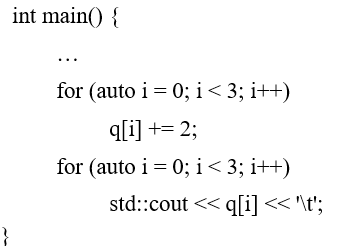 int main() {
…
for (auto i = 0; i < 3; i++)
q[i] += 2;
for (auto i = 0; i < 3; i++)
std::cout << q[i] << '\t';
}